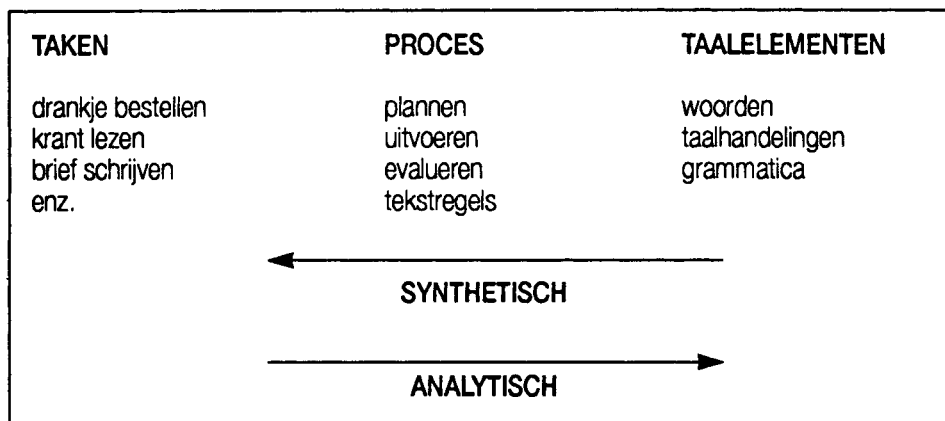 TAKEN PROCES TAALELEMENTEN
drankje bestellen plannen woorden
krant lezen uitvoeren taalhandelingen
brief schrijven evalueren grammatica
enz. tekstregels
SYNTHETISCH
ANALYTISCH